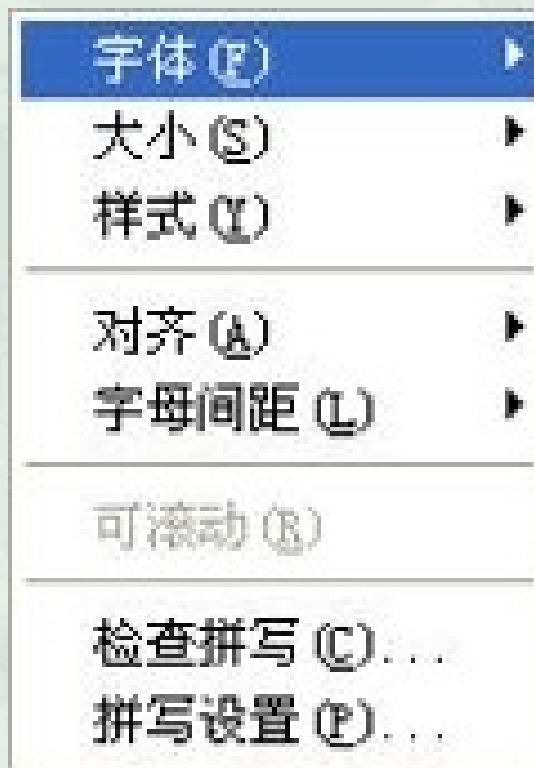 字体(F)
大小(S)
样式(Y)
对齐(A)
字母间距(L)
可滚动(R)
检查拼写(C)...
拼写设置(P)...